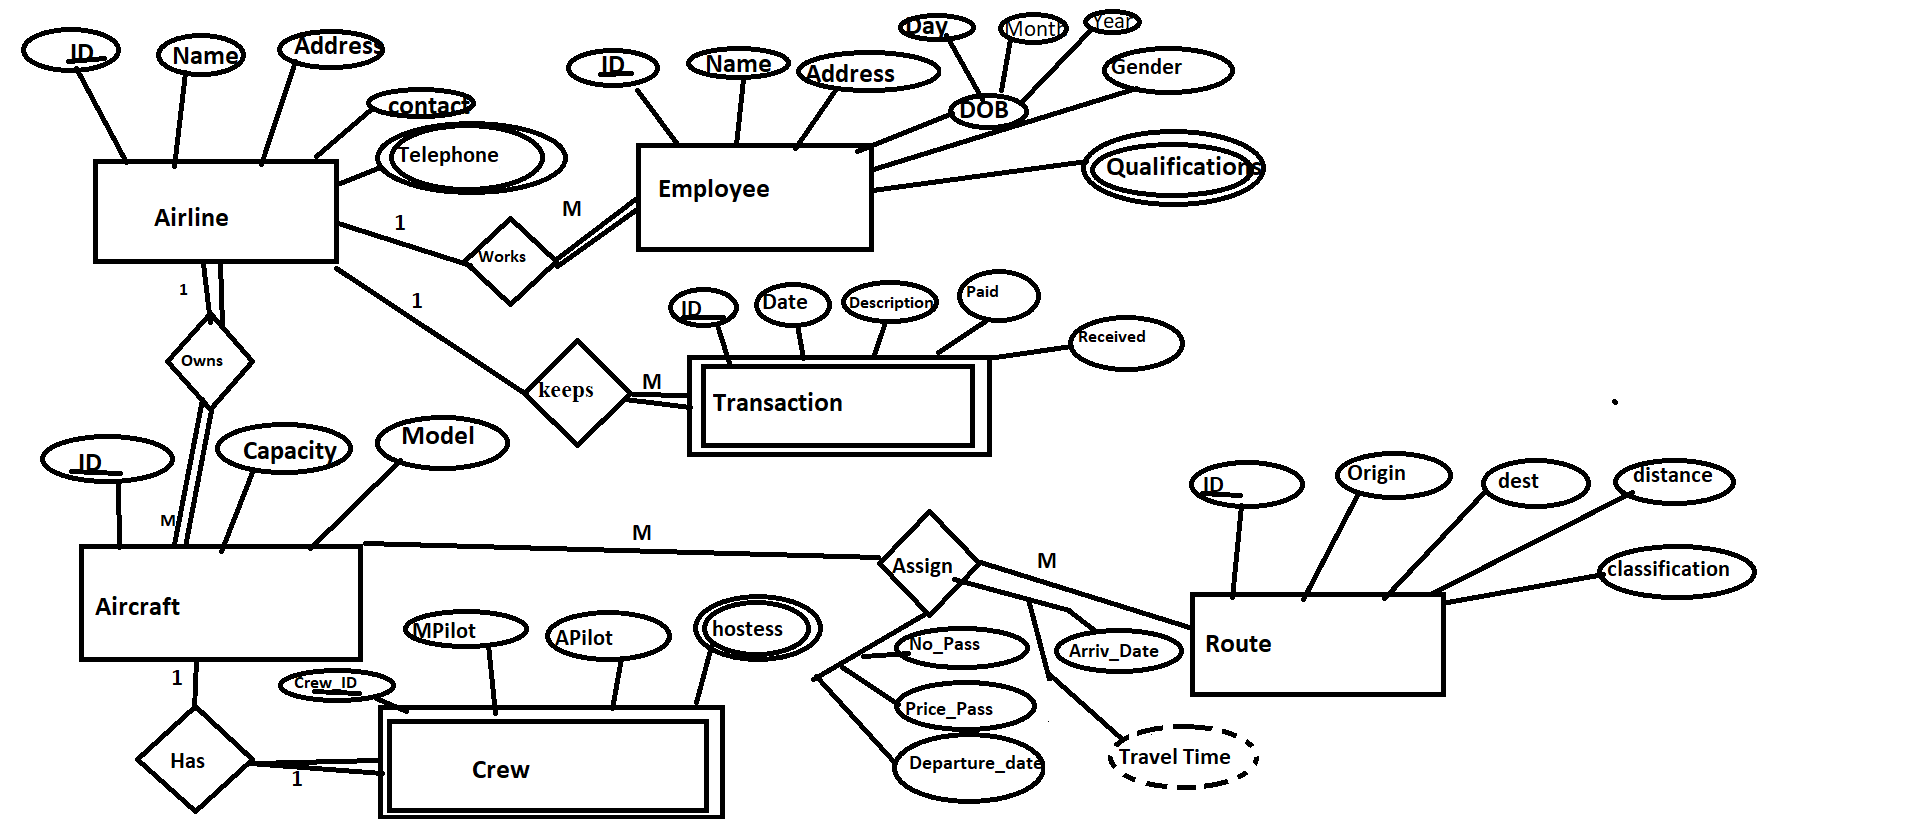 ID
Name
Address
contact
Telephone
Airline
ID
Name
Address
Day
Month
Year
DOB
Gender
Qualifications
Employee
1
Works
M
1
Owns
M
1
keeps
M
ID
Date
Description
Paid
Received
Transaction
ID
Capacity
Model
Aircraft
M
Assign
M
ID
Origin
dest
distance
classification
Route
No_Pass
Price_Pass
Departure_date
Arriv_Date
Travel Time
1
Has
1
Crew_ID
MPilot
APilot
hostess
Crew